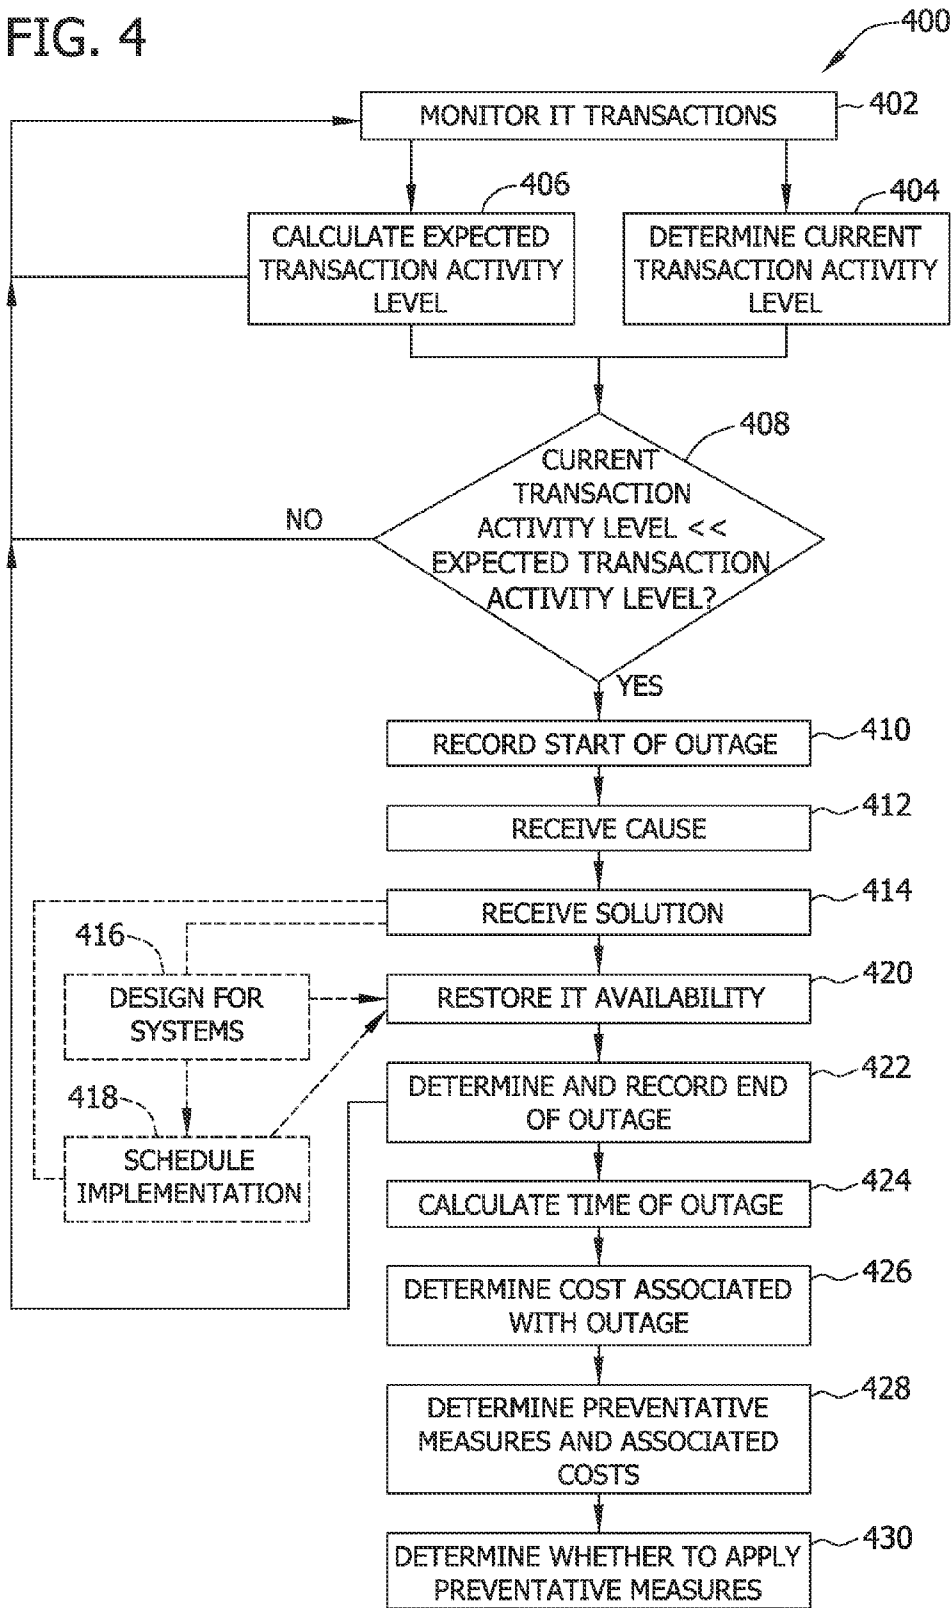 FIG. 4
400
MONITOR IT TRANSACTIONS
402
406
CALCULATE EXPECTED
TRANSACTION ACTIVITY
LEVEL
404
DETERMINE CURRENT
TRANSACTION ACTIVITY
LEVEL
408
CURRENT
TRANSACTION
ACTIVITY LEVEL <<
EXPECTED TRANSACTION
ACTIVITY LEVEL?
NO
YES
RECORD START OF OUTAGE
410
RECEIVE CAUSE
412
RECEIVE SOLUTION
414
416
DESIGN FOR
SYSTEMS
RESTORE IT AVAILABILITY
420
418
SCHEDULE
IMPLEMENTATION
DETERMINE AND RECORD END
OF OUTAGE
422
CALCULATE TIME OF OUTAGE
424
DETERMINE COST ASSOCIATED
WITH OUTAGE
426
DETERMINE PREVENTATIVE
MEASURES AND ASSOCIATED
COSTS
428
DETERMINE WHETHER TO APPLY
PREVENTATIVE MEASURES
430